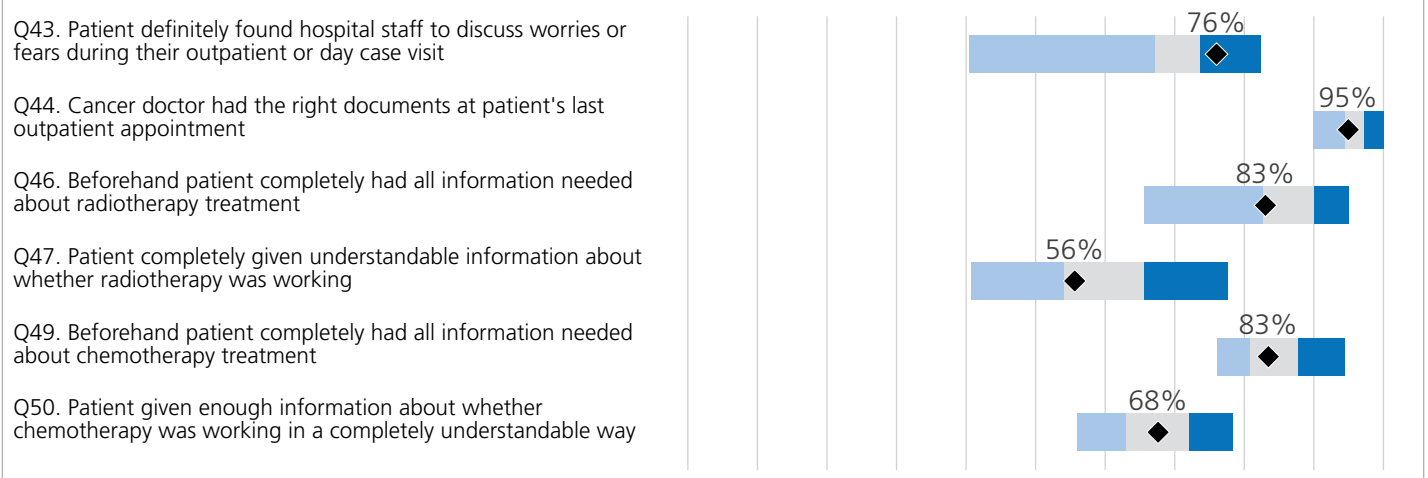 Q43. Patient definitely found hospital staff to discuss worries or
fears during their outpatient or day case visit
76%
Q44. Cancer doctor had the right documents at patient's last
outpatient appointment
95%
Q46. Beforehand patient completely had all information needed
about radiotherapy treatment
83%
Q47. Patient completely given understandable information about
whether radiotherapy was working
56%
Q49. Beforehand patient completely had all information needed
about chemotherapy treatment
83%
Q50. Patient given enough information about whether
chemotherapy was working in a completely understandable way
68%